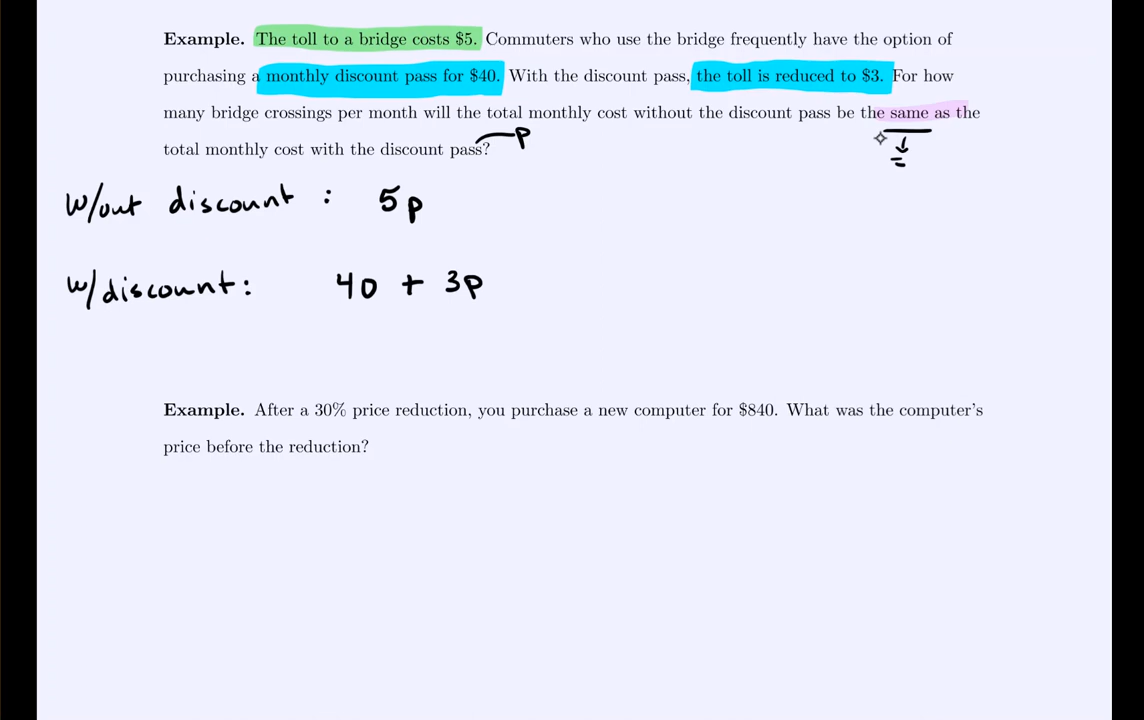 Example. The toll to a bridge costs $5. Commuters who use the bridge frequently have the option of
purchasing a monthly discount pass for $40. With the discount pass, the toll is reduced to $3. For how
many bridge crossings per month will the total monthly cost without the discount pass be the same as the
total monthly cost with the discount pass?
p
=
w/out discount : 5p
w/discount: 40 + 3p
Example. After a 30% price reduction, you purchase a new computer for $840. What was the computer's
price before the reduction?